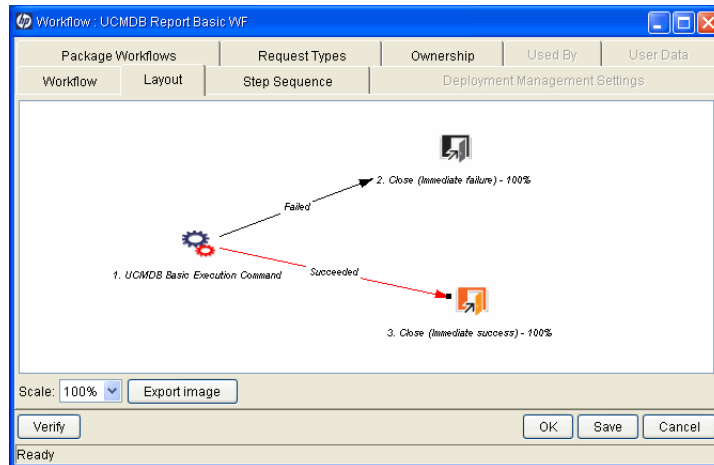 hp Workflow : UCMDB Report Basic WF
Package Workflows Request Types Ownership Used By User Data
Workflow Layout Step Sequence Deployment Management Settings
2. Close (Immediate failure) - 100%
Failed
1. UCMDB Basic Execution Command
Succeeded
3. Close (Immediate success) - 100%
Scale: 100% Export image
Verify OK Save Cancel
Ready